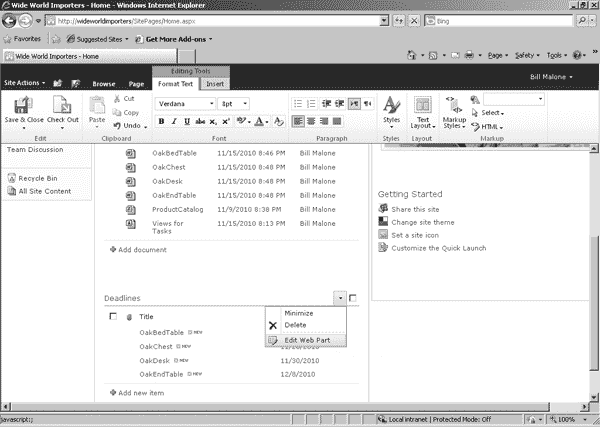 Wide World Importers - Home - Windows Internet Explorer
http://wideworldimporters/SitePages/Home.aspx
Bing
Favorites
Suggested Sites
Get More Add-ons
Wide World Importers - Home
Page
Safety
Tools
Editing Tools
Site Actions
Browse
Page
Format Text
Insert
Bill Malone
Save & Close
Check Out
Paste
Cut
Copy
Undo
Verdana
8pt
B I U abc
Styles
Text Layout
Markup Styles
Select
HTML
Edit
Clipboard
Font
Paragraph
Styles
Layout
Markup
Team Discussion
Recycle Bin
All Site Content
OakBedTable 11/15/2010 8:46 PM Bill Malone
OakChest 11/15/2010 8:48 PM Bill Malone
OakDesk 11/15/2010 8:48 PM Bill Malone
OakEndTable 11/15/2010 8:48 PM Bill Malone
ProductCatalog 11/9/2010 8:38 PM Bill Malone
Views for Tasks 11/15/2010 8:13 PM Bill Malone
Add document
Getting Started
Share this site
Change site theme
Set a site icon
Customize the Quick Launch
Deadlines
Minimize
Delete
Edit Web Part
Title
OakBedTable NEW
OakChest NEW
OakDesk NEW 11/30/2010
OakEndTable NEW 12/8/2010
Add new item
javascript:;
Local intranet | Protected Mode: Off
100%